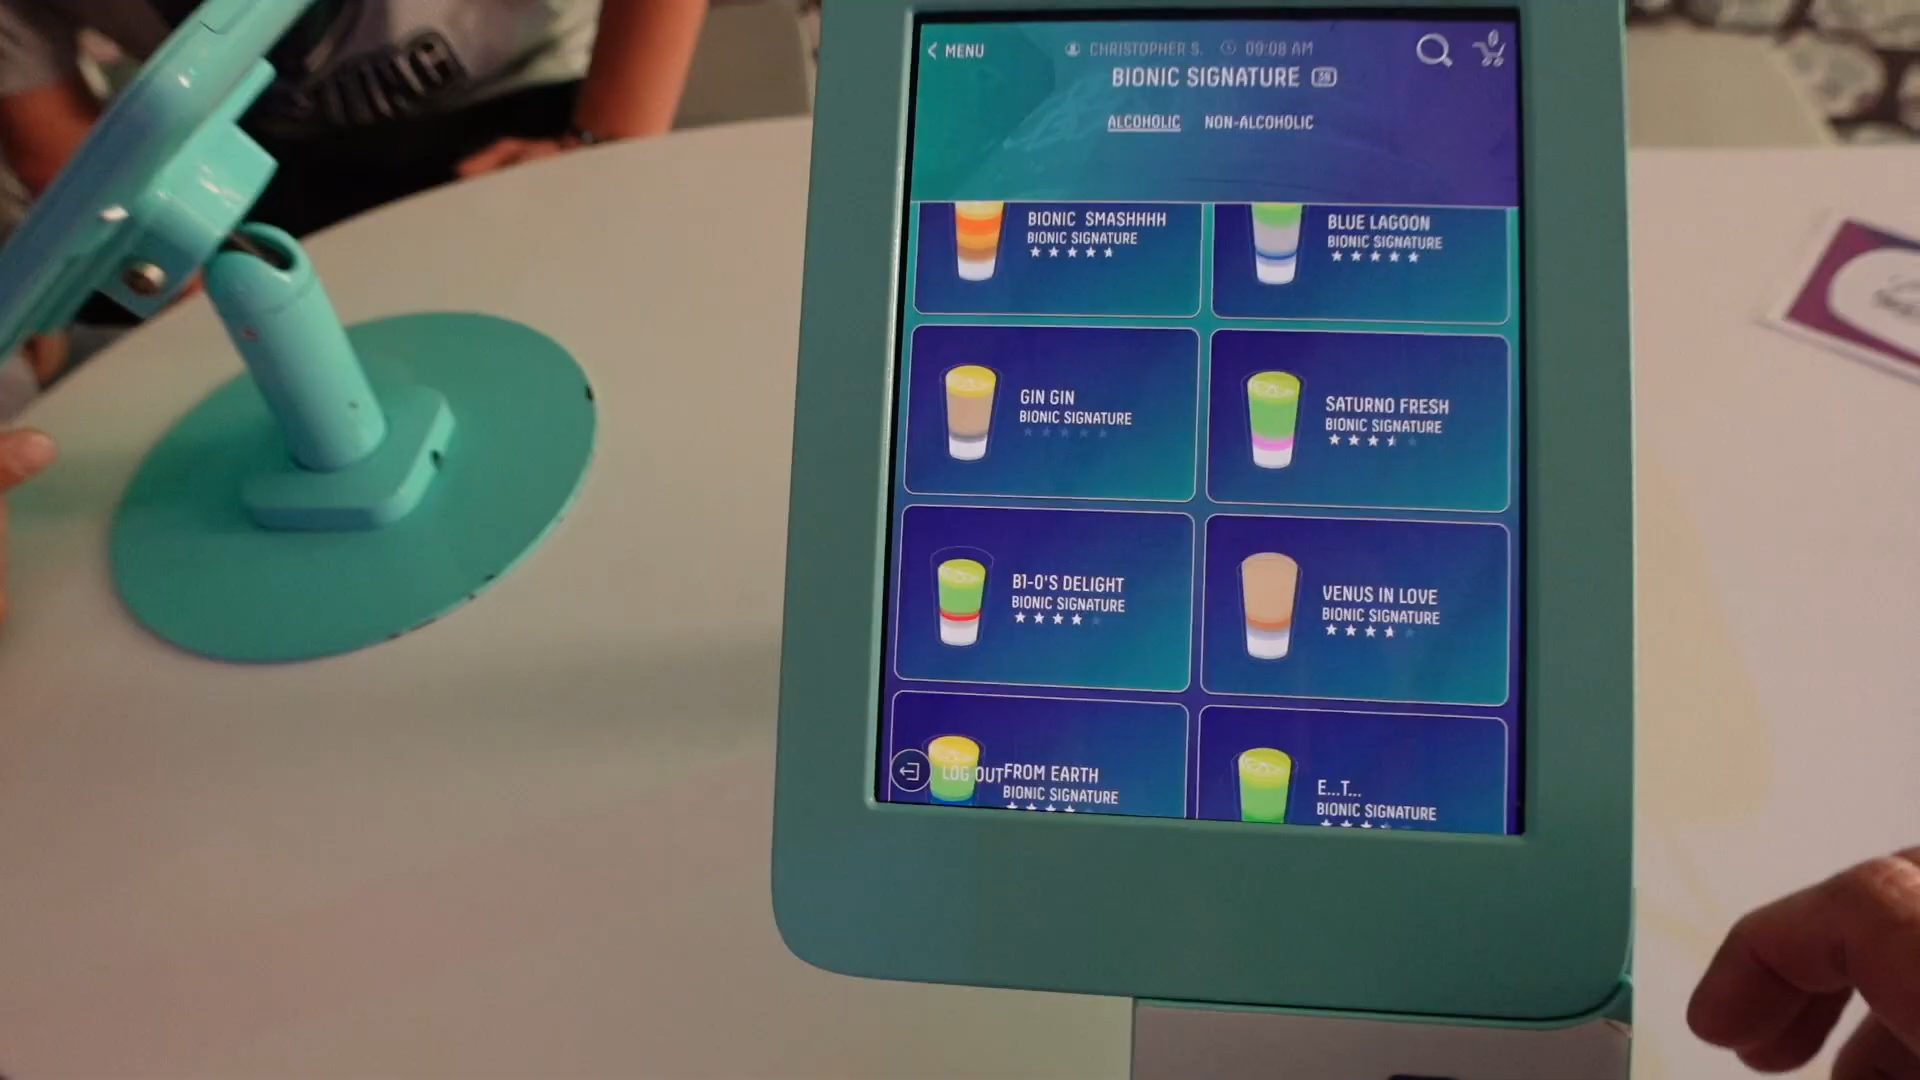 MENU
CHRISTOPHER S.
09:08 AM
0
BIONIC SIGNATURE
ALCOHOLIC
NON-ALCOHOLIC
BIONIC SMASHHHH
BIONIC SIGNATURE
BLUE LAGOON
BIONIC SIGNATURE
GIN GIN
BIONIC SIGNATURE
SATURNO FRESH
BIONIC SIGNATURE
B1-O'S DELIGHT
BIONIC SIGNATURE
VENUS IN LOVE
BIONIC SIGNATURE
FROM EARTH
BIONIC SIGNATURE
E...T...
BIONIC SIGNATURE
LOG OUT